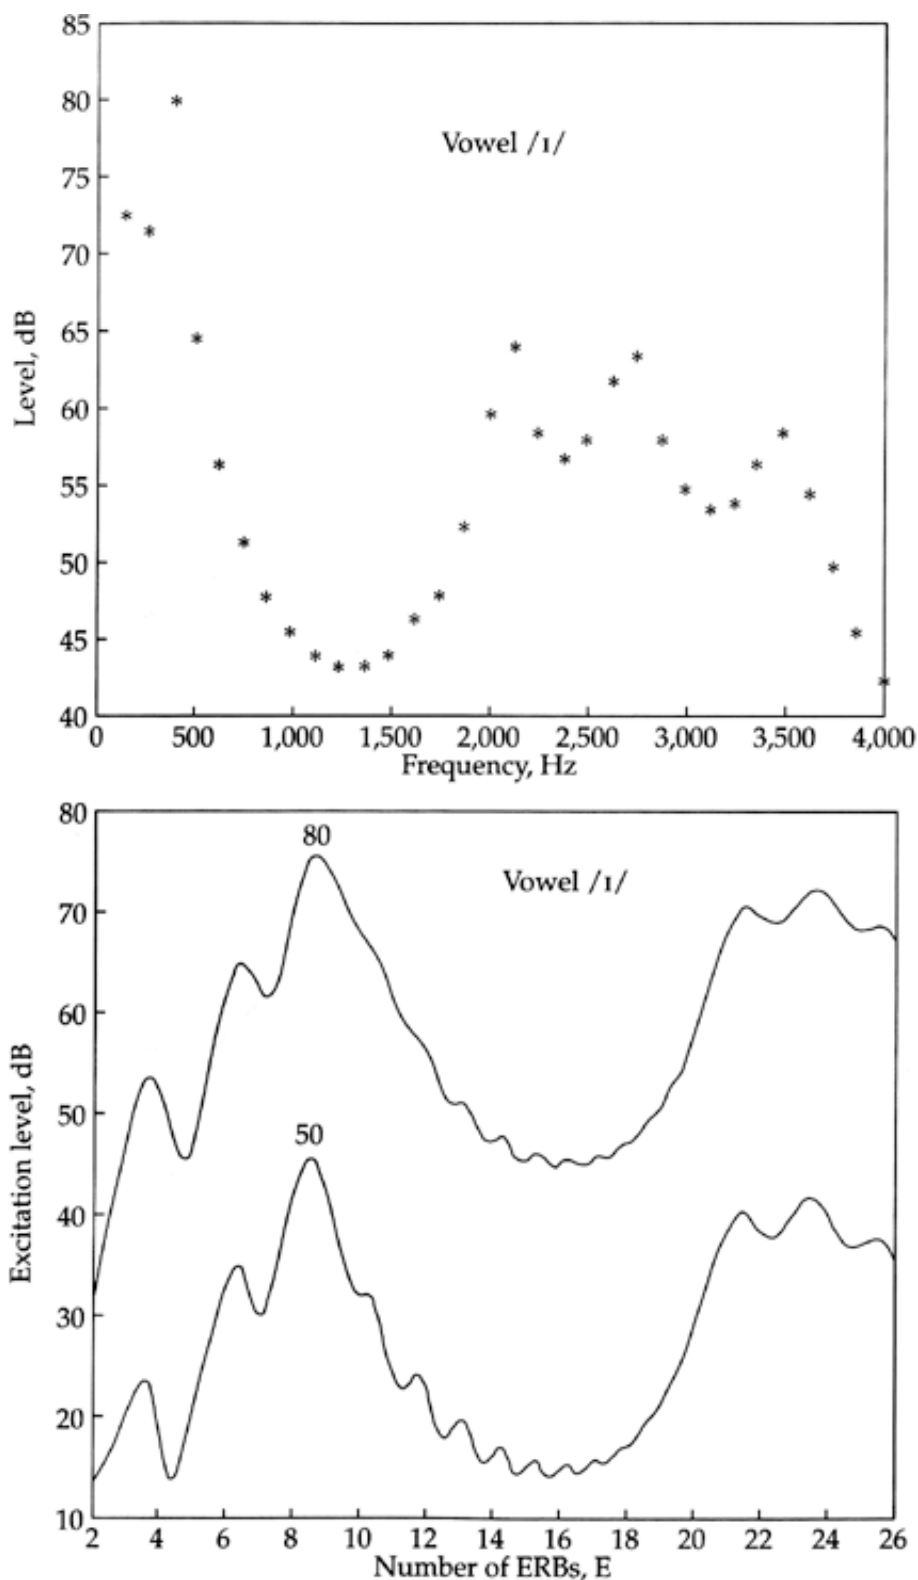 85
80
Vowel /ɪ/
75
70
65
60
55
50
45
40
Level, dB
0 500 1,000 1,500 2,000 2,500 3,000 3,500 4,000
Frequency, Hz
80
80
Vowel /ɪ/
70
60
50
50
40
30
20
10
Excitation level, dB
2 4 6 8 10 12 14 16 18 20 22 24 26
Number of ERBs, E